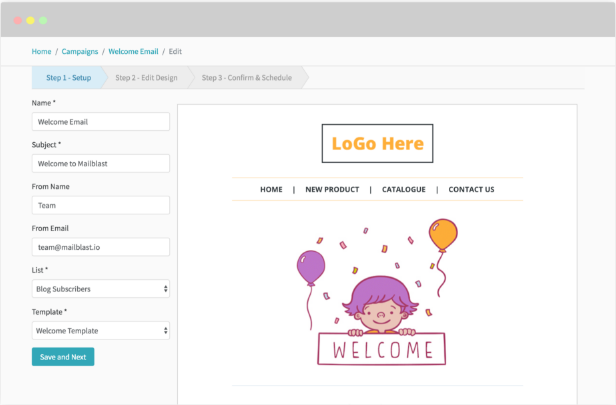 Home / Campaigns / Welcome Email / Edit
Step 1 - Setup Step 2 - Edit Design Step 3 - Confirm & Schedule
Name *
Welcome Email
Subject *
Welcome to Mailblast
From Name
Team
From Email
team@mailblast.io
List *
Blog Subscribers
Template *
Welcome Template
Save and Next
LoGo Here
HOME | NEW PRODUCT | CATALOGUE | CONTACT US
WELCOME